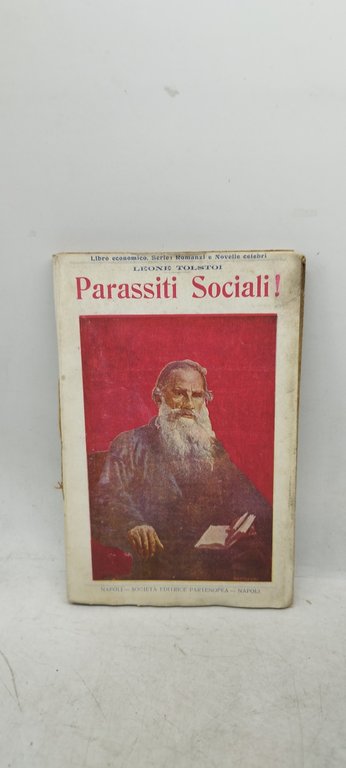 Libro economico. Serie: Romanzi e Novelle celebri
LEONE TOLSTOI
Parassiti Sociali!
NAPOLI — SOCIETÀ EDITRICE PARTENOPEA — NAPOLI